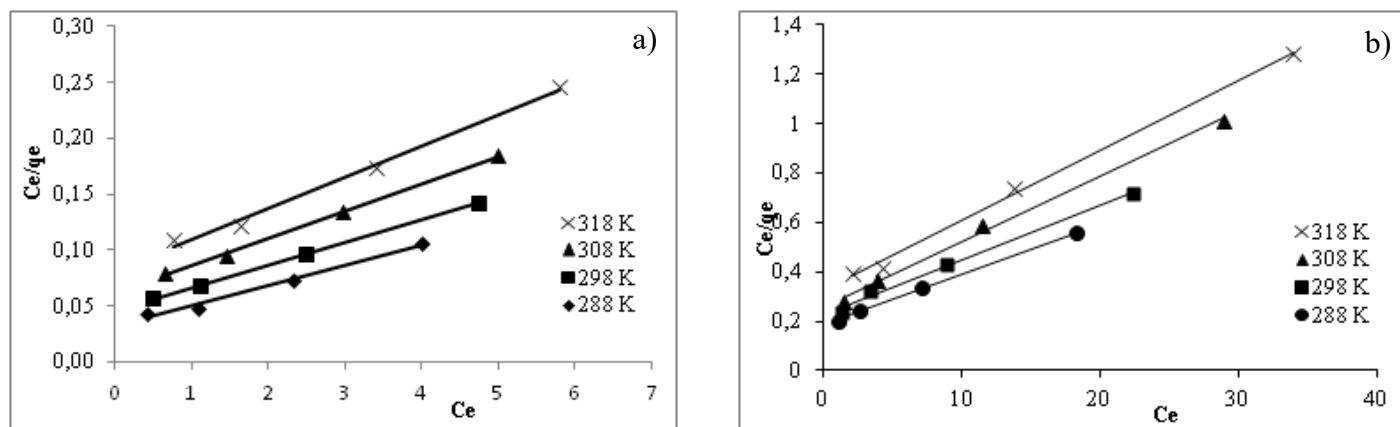 a)
Ce/qe
0,30
0,25
0,20
0,15
0,10
0,05
0,00
0 1 2 3 4 5 6 7
Ce
318 K
308 K
298 K
288 K
b)
Ce/qe
1,4
1,2
1
0,8
0,6
0,4
0,2
0
0 10 20 30 40
Ce
318 K
308 K
298 K
288 K